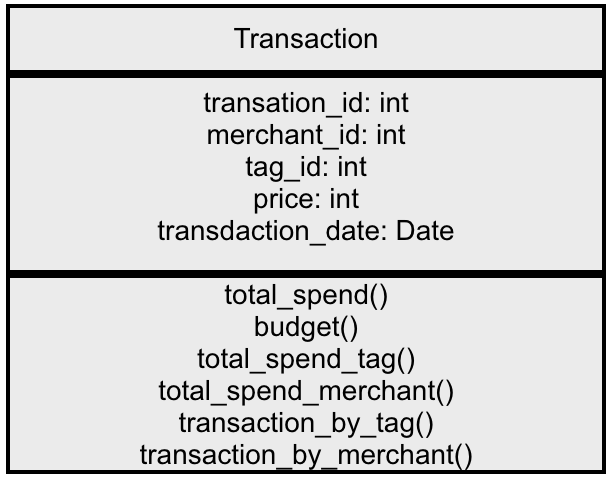 Transaction
transation_id: int
merchant_id: int
tag_id: int
price: int
transdaction_date: Date
total_spend()
budget()
total_spend_tag()
total_spend_merchant()
transaction_by_tag()
transaction_by_merchant()